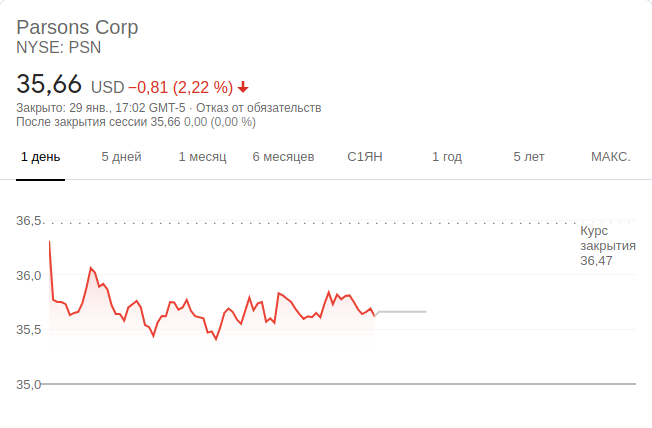 Parsons Corp
NYSE: PSN
35,66 USD −0,81 (2,22 %)
Закрыто: 29 янв., 17:02 GMT-5 · Отказ от обязательств
После закрытия сессии 35,66 0,00 (0,00 %)
1 день 5 дней 1 месяц 6 месяцев С1ЯН 1 год 5 лет МАКС.
36,5
Курс
закрытия
36,47
36,0
35,5
35,0